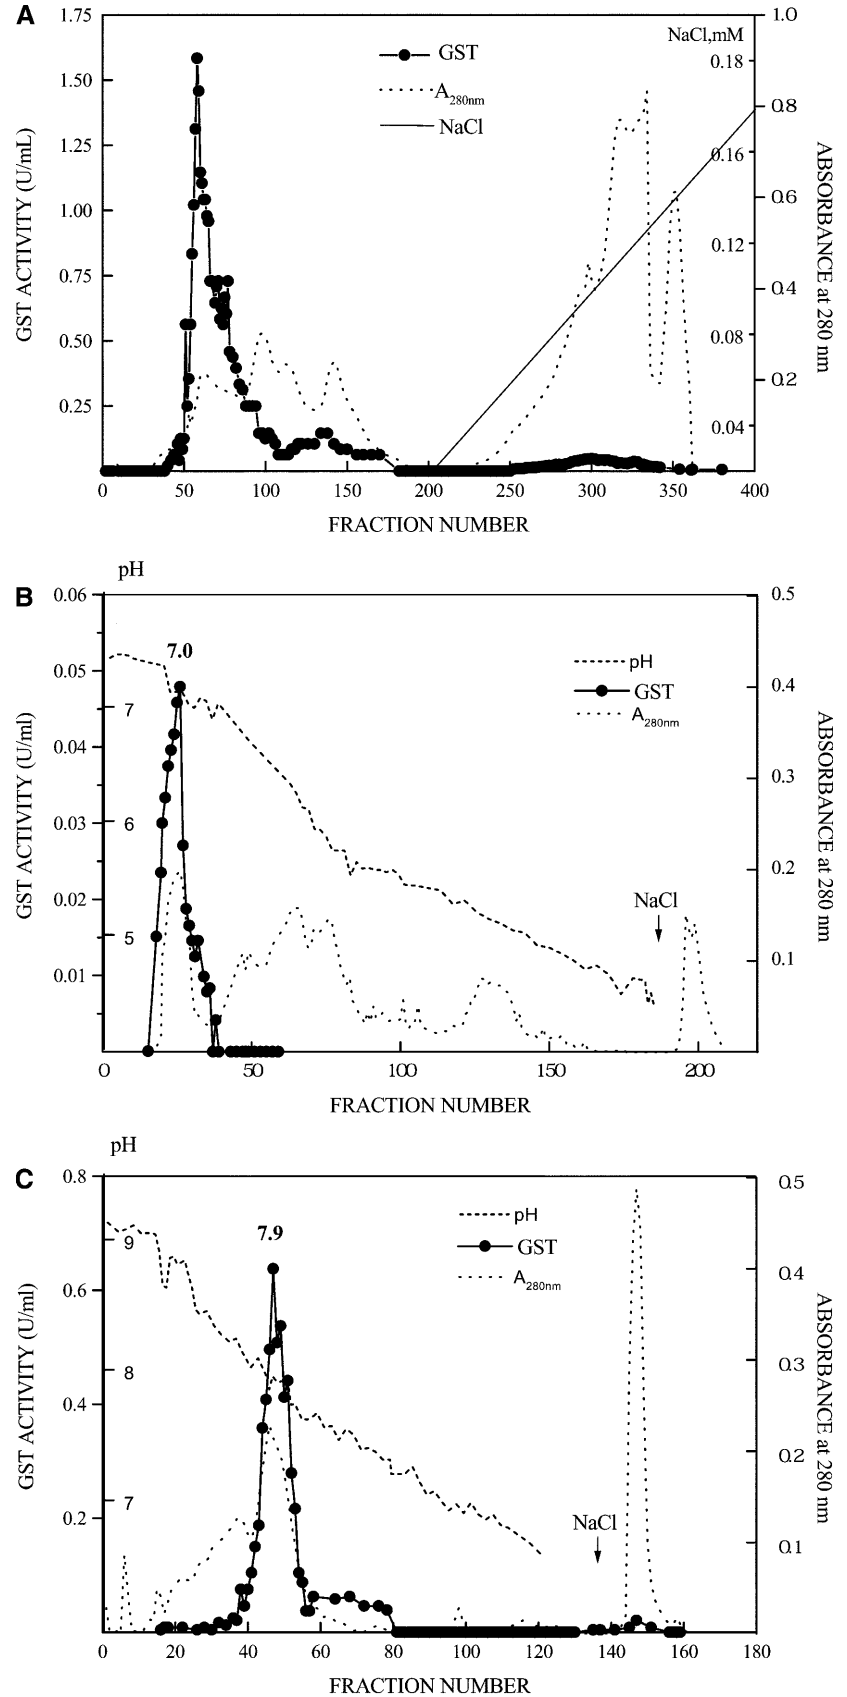 A
1.75
1.50
1.25
1.00
0.75
0.50
0.25
GST ACTIVITY (U/mL)
GST
A280nm
NaCl
NaCl,mM
0.18
0.16
0.12
0.08
0.04
1.0
0.8
0.6
0.4
0.2
ABSORBANCE at 280 nm
0 50 100 150 200 250 300 350 400
FRACTION NUMBER
B
pH
0.06
0.05
0.04
0.03
0.02
0.01
GST ACTIVITY (U/ml)
7
6
5
7.0
pH
GST
A280nm
NaCl
0.5
0.4
0.3
0.2
0.1
ABSORBANCE at 280 nm
0 50 100 150 200
FRACTION NUMBER
C
pH
0.8
0.6
0.4
0.2
GST ACTIVITY (U/ml)
9
8
7
7.9
pH
GST
A280nm
NaCl
0.5
0.4
0.3
0.2
0.1
ABSORBANCE at 280 nm
0 20 40 60 80 100 120 140 160 180
FRACTION NUMBER